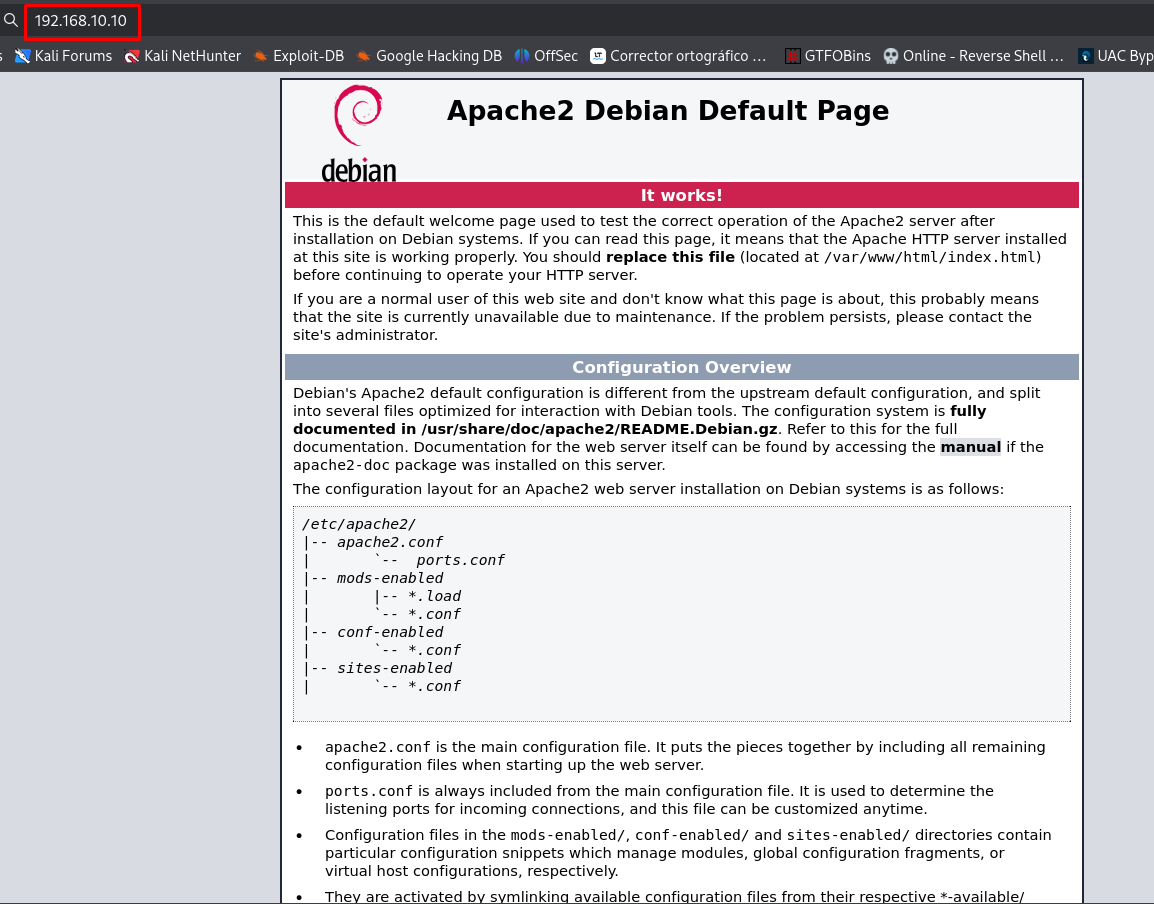 192.168.10.10
s Kali Forums Kali NetHunter Exploit-DB Google Hacking DB OffSec LT Corrector ortográfico ... GTFOBins Online - Reverse Shell ... UAC Byp
debian
Apache2 Debian Default Page
It works!
This is the default welcome page used to test the correct operation of the Apache2 server after
installation on Debian systems. If you can read this page, it means that the Apache HTTP server installed
at this site is working properly. You should replace this file (located at /var/www/html/index.html)
before continuing to operate your HTTP server.
If you are a normal user of this web site and don't know what this page is about, this probably means
that the site is currently unavailable due to maintenance. If the problem persists, please contact the
site's administrator.
Configuration Overview
Debian's Apache2 default configuration is different from the upstream default configuration, and split
into several files optimized for interaction with Debian tools. The configuration system is fully
documented in /usr/share/doc/apache2/README.Debian.gz. Refer to this for the full
documentation. Documentation for the web server itself can be found by accessing the manual if the
apache2-doc package was installed on this server.
The configuration layout for an Apache2 web server installation on Debian systems is as follows:
/etc/apache2/
|-- apache2.conf
|       `--  ports.conf
|-- mods-enabled
|       |-- *.load
|       `-- *.conf
|-- conf-enabled
|       `-- *.conf
|-- sites-enabled
|       `-- *.conf
• apache2.conf is the main configuration file. It puts the pieces together by including all remaining
configuration files when starting up the web server.
• ports.conf is always included from the main configuration file. It is used to determine the
listening ports for incoming connections, and this file can be customized anytime.
• Configuration files in the mods-enabled/, conf-enabled/ and sites-enabled/ directories contain
particular configuration snippets which manage modules, global configuration fragments, or
virtual host configurations, respectively.
• They are activated by symlinking available configuration files from their respective *-available/